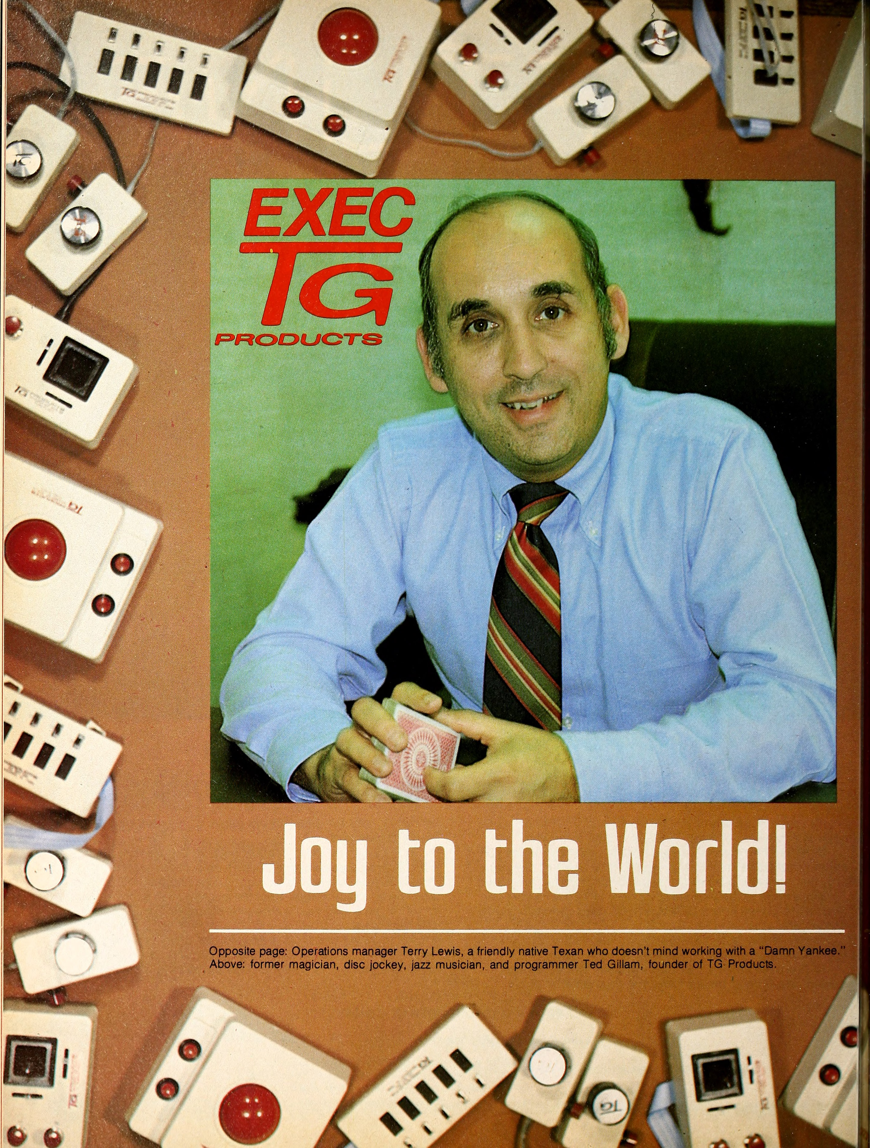 EXEC
TG
PRODUCTS
Joy to the World!
Opposite page: Operations manager Terry Lewis, a friendly native Texan who doesn't mind working with a "Damn Yankee."
Above: former magician, disc jockey, jazz musician, and programmer Ted Gillam, founder of TG Products.